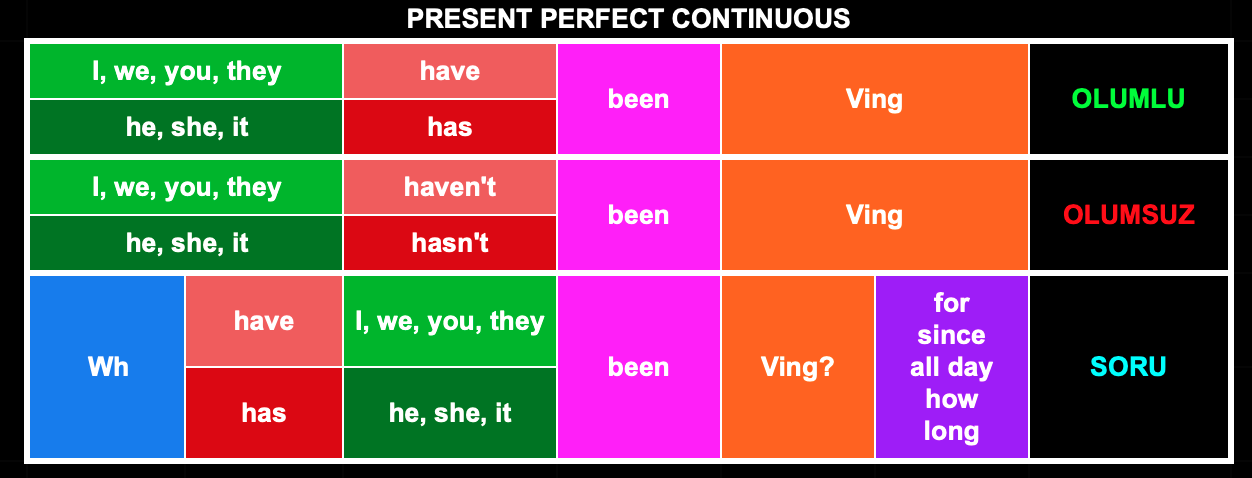 PRESENT PERFECT CONTINUOUS
I, we, you, they have been Ving OLUMLU
he, she, it has
I, we, you, they haven't been Ving OLUMSUZ
he, she, it hasn't
Wh have I, we, you, they been Ving? for
since
all day
how
long SORU
has he, she, it